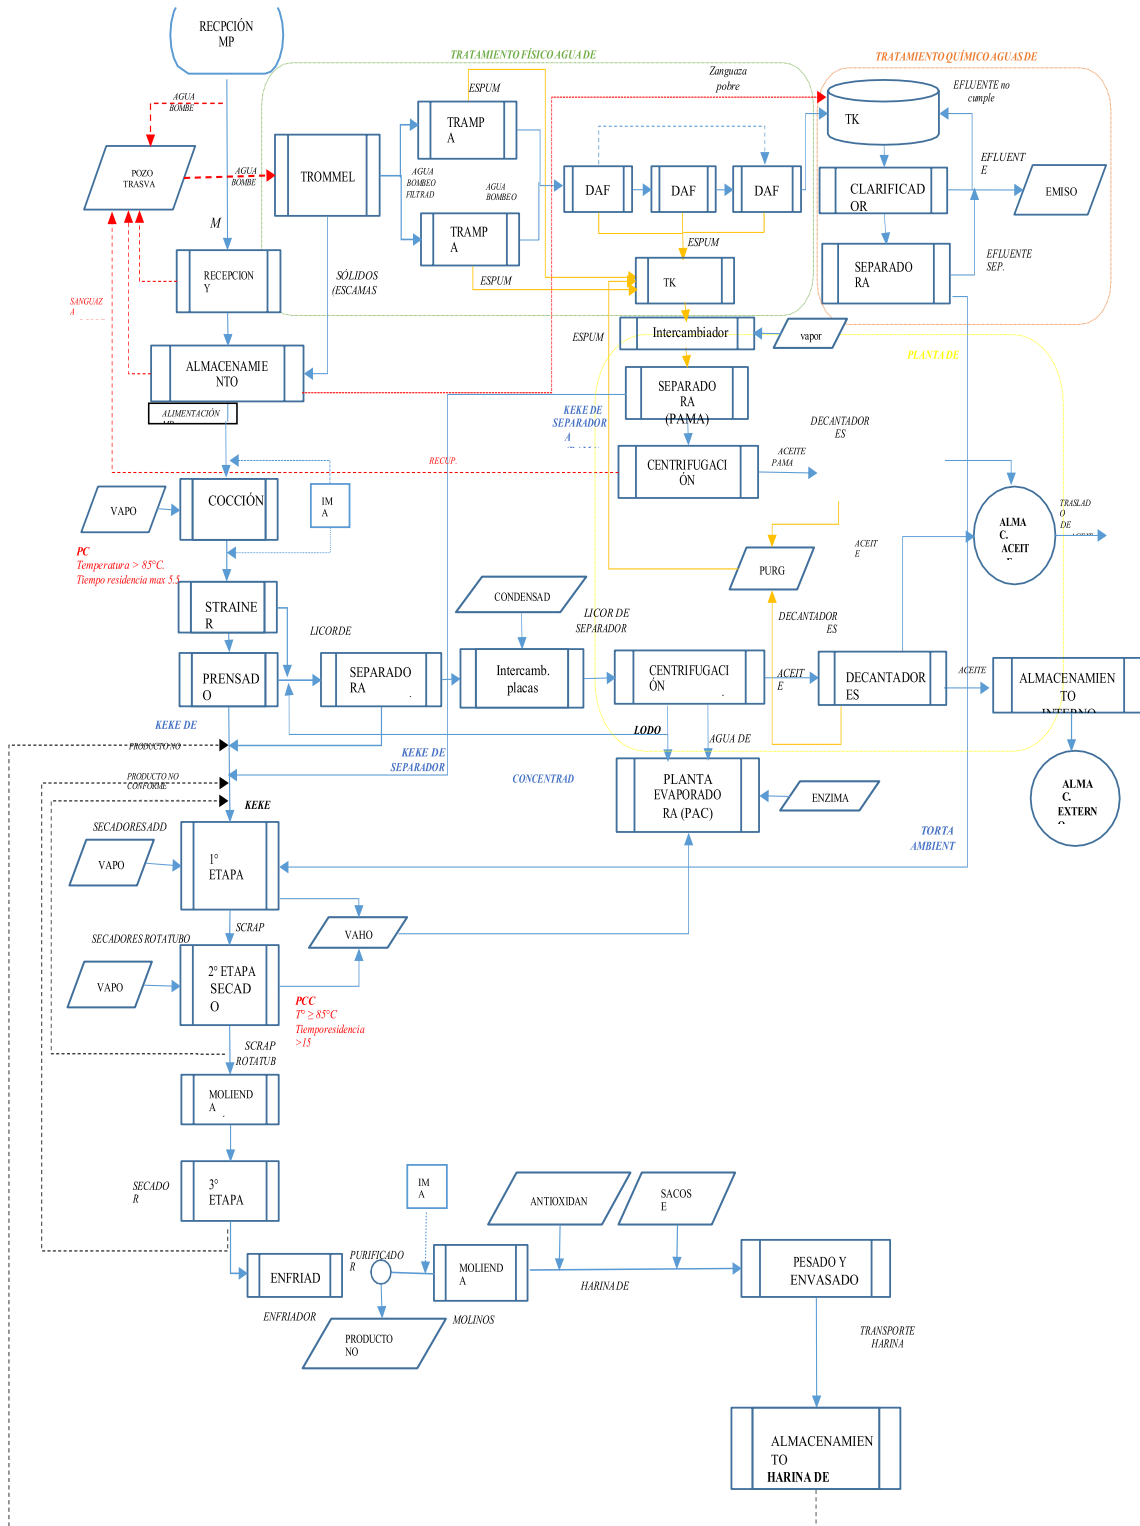 RECPCIÓN
MP
TRATAMIENTO FÍSICO AGUA DE
TRATAMIENTO QUÍMICO AGUAS DE
AGUA
BOMBE
ESPUM
Zanguaza
pobre
EFLUENTE no
cumple
TRAMP
A
TK
POZO
TRASVA
AGUA
BOMBE
TROMMEL
AGUA
BOMBEO
FILTRAD
AGUA
BOMBEO
DAF
DAF
DAF
CLARIFICAD
OR
EFLUENT
E
EMISO
M
TRAMP
A
ESPUM
EFLUENTE
SEP.
RECEPCION
Y
SÓLIDOS
(ESCAMAS
ESPUM
TK
SEPARADO
RA
SANGUAZ
A
ESPUM
Intercambiador
vapor
PLANTA DE
ALMACENAMIE
NTO
ALIMENTACIÓN
SEPARADO
RA
(PAMA)
KEKE DE
SEPARADOR
A
DECANTADOR
ES
RECUP.
CENTRIFUGACI
ÓN
ACEITE
PAMA
COCCIÓN
VAPO
IM
A
ALMA
C.
ACEIT
TRASLAD
O
DE
PC
Temperatura > 85°C.
Tiempo residencia max 5.5
ACEIT
E
PURG
STRAINE
R
CONDENSAD
LICOR DE
SEPARADOR
DECANTADOR
ES
LICORDE
PRENSAD
O
SEPARADO
RA
Intercamb.
placas
CENTRIFUGACI
ÓN
ACEIT
E
DECANTADOR
ES
ACEITE
ALMACENAMIEN
TO
INTERNO
KEKE DE
PRODUCTO NO
LODO
AGUA DE
KEKE DE
SEPARADOR
CONCENTRAD
PRODUCTO NO
CONFORME
KEKE
PLANTA
EVAPORADO
RA (PAC)
ENZIMA
ALMA
C.
EXTERN
SECADORES ADD
TORTA
AMBIENT
VAPO
1°
ETAPA
SCRAP
VAHO
SECADORES ROTATUBO
VAPO
2° ETAPA
SECAD
O
PCC
T° ≥ 85°C
Tiemporesidencia
>15
SCRAP
ROTATUB
MOLIEND
A
SECADO
R
3°
ETAPA
IM
A
ANTIOXIDAN
SACOS
E
PURIFICADO
R
ENFRIAD
ENFRIADOR
MOLIEND
A
MOLINOS
HARINA DE
PESADO Y
ENVASADO
PRODUCTO
NO
TRANSPORTE
HARINA
ALMACENAMIEN
TO
HARINA DE